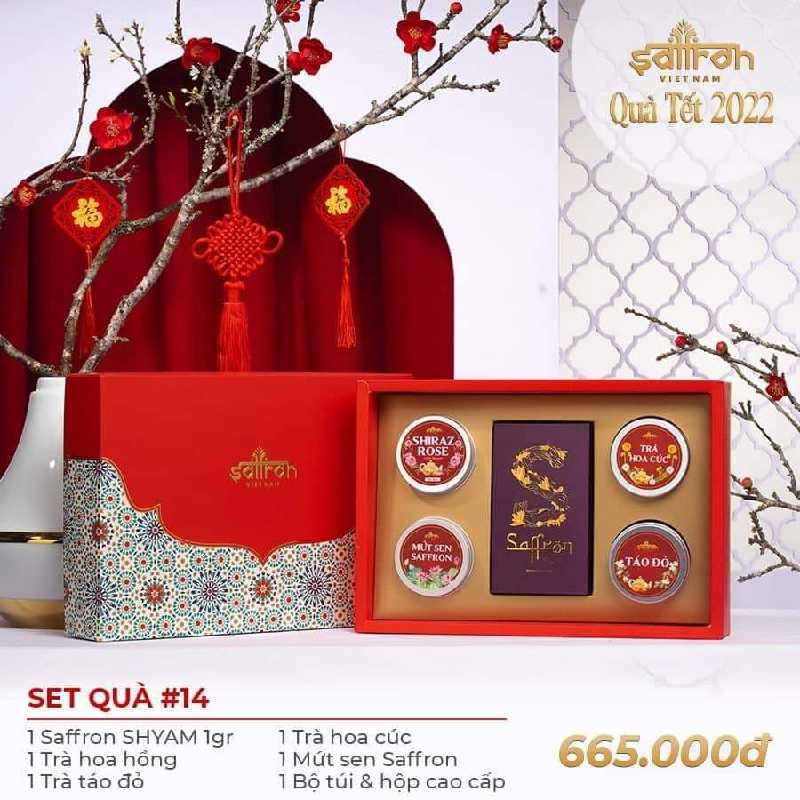 Saffron
VIETNAM
Quà Tết 2022
福
福
Saffron
VIETNAM
SHIRAZ
ROSE
TRÀ
HOA CÚC
S
Saffron
MỨT SEN
SAFFRON
TÁO ĐỎ
SET QUÀ #14
1 Saffron SHYAM 1gr
1 Trà hoa hồng
1 Trà táo đỏ
1 Trà hoa cúc
1 Mứt sen Saffron
1 Bộ túi & hộp cao cấp
665.000đ